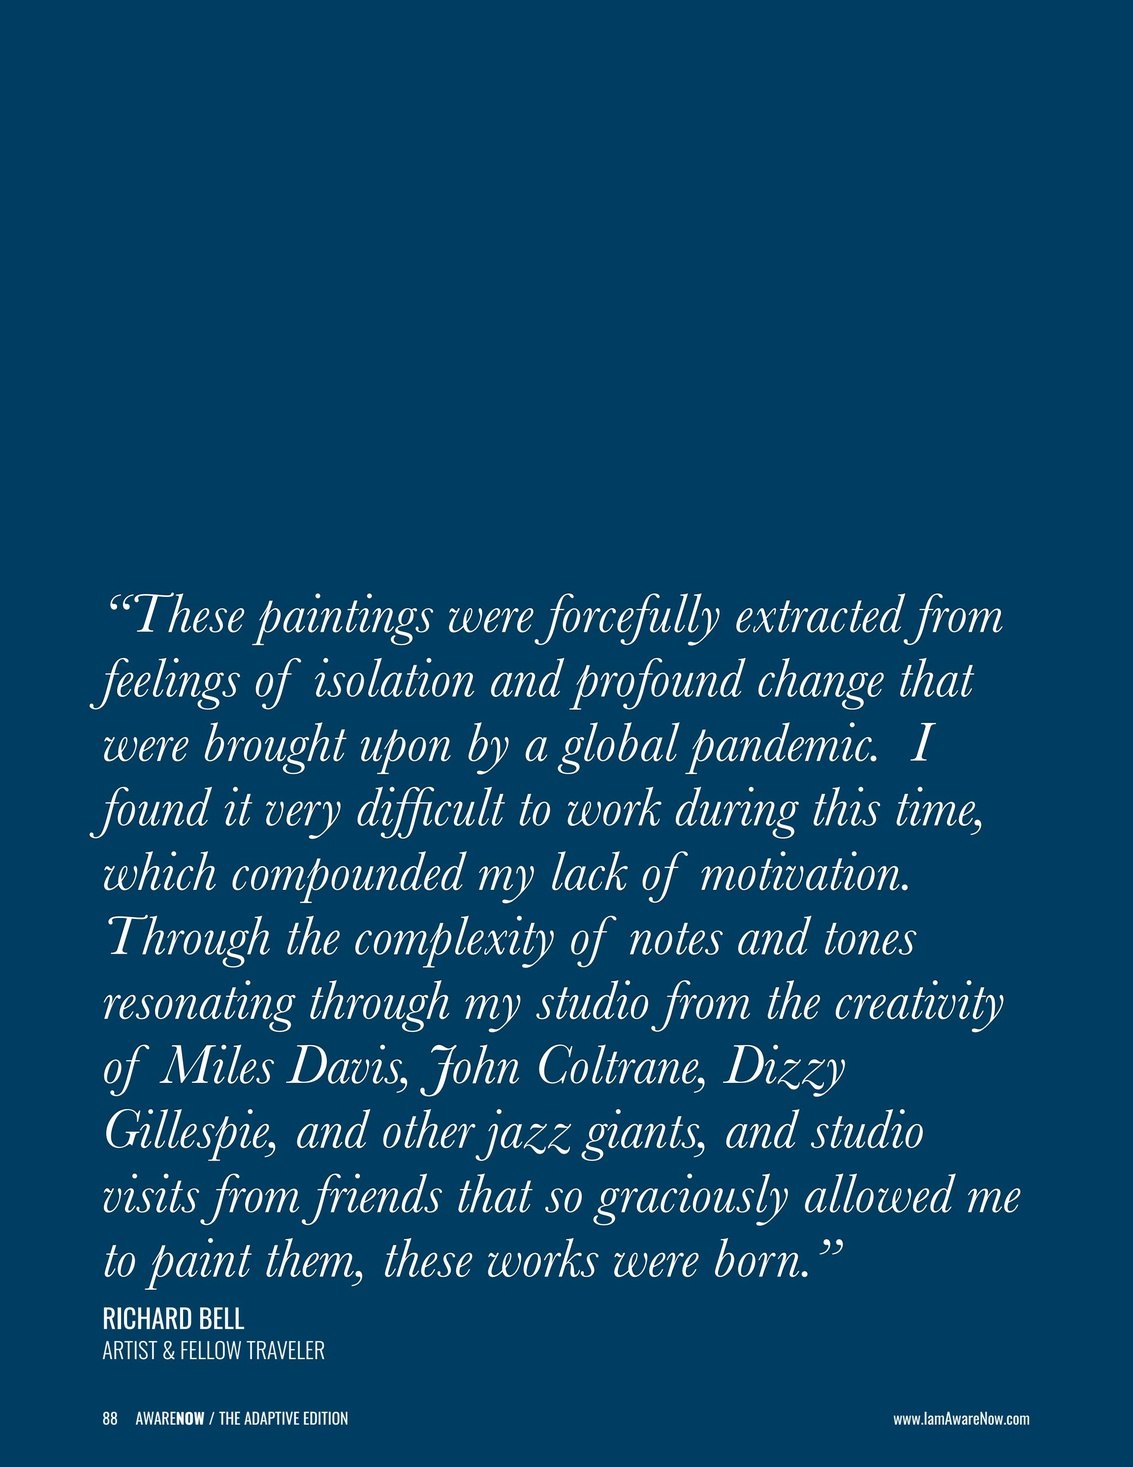 “These paintings were forcefully extracted from
feelings of isolation and profound change that
were brought upon by a global pandemic.  I
found it very difficult to work during this time,
which compounded my lack of motivation.
Through the complexity of notes and tones
resonating through my studio from the creativity
of Miles Davis, John Coltrane, Dizzy
Gillespie, and other jazz giants, and studio
visits from friends that so graciously allowed me
to paint them, these works were born.”
RICHARD BELL
ARTIST & FELLOW TRAVELER
88 AWARENOW / THE ADAPTIVE EDITION www.IamAwareNow.com